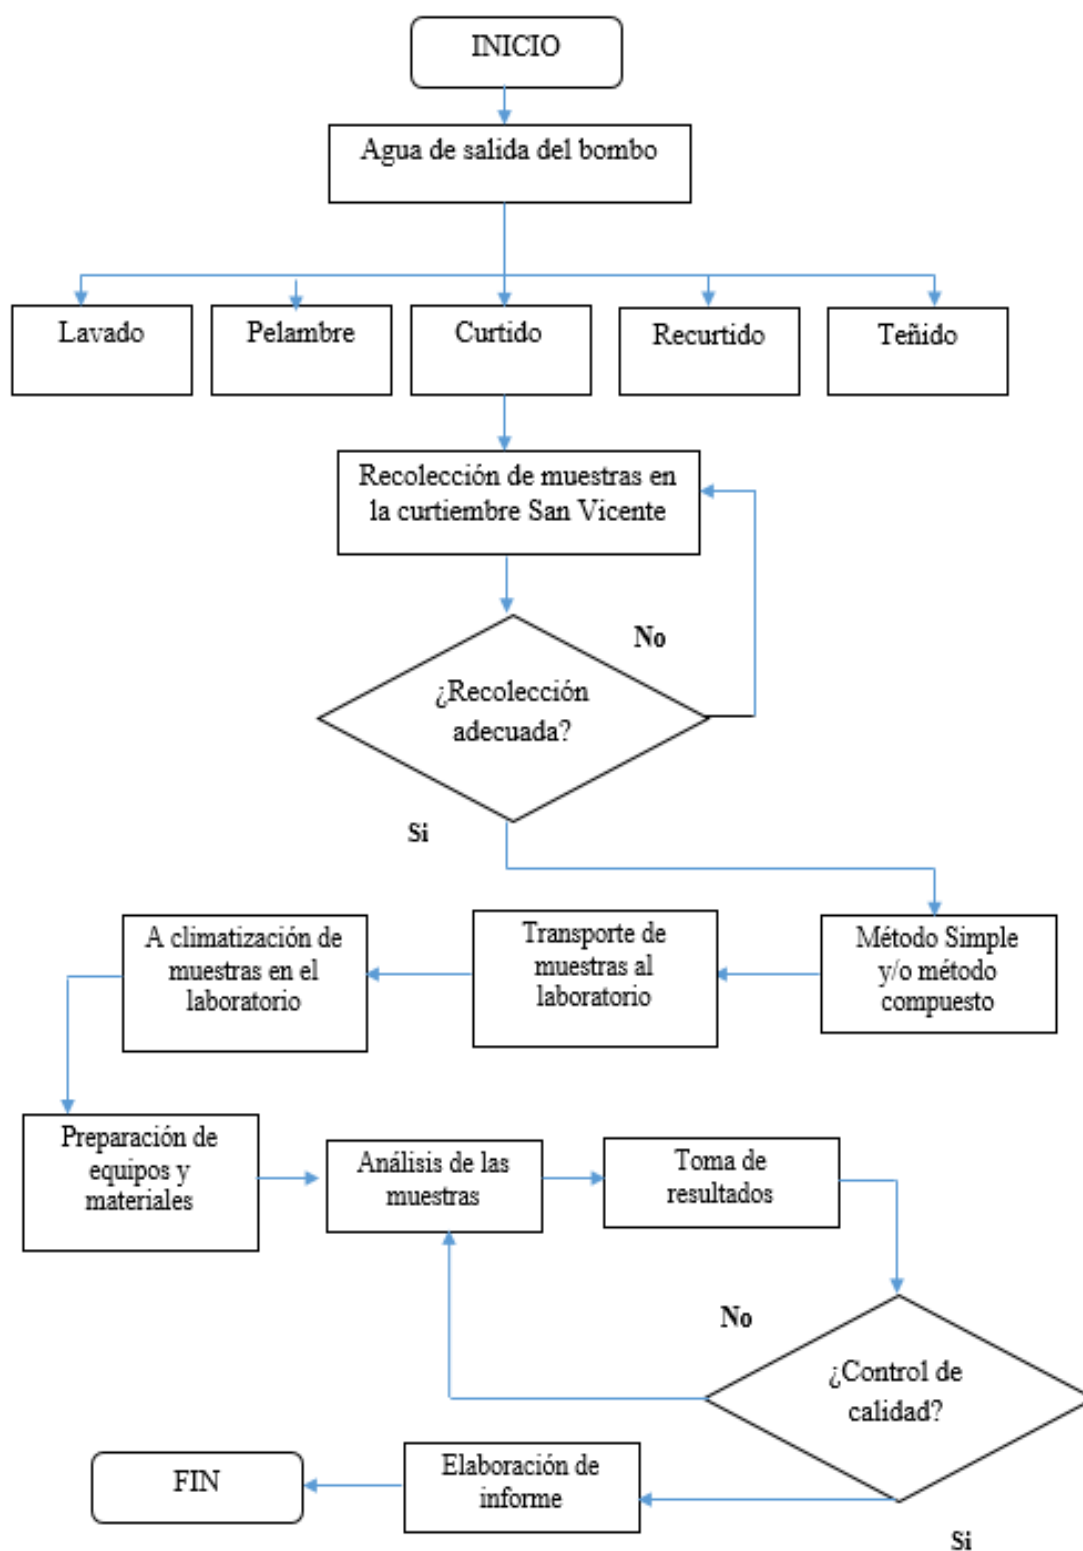 INICIO
Agua de salida del bombo
Lavado
Pelambre
Curtido
Recurtido
Teñido
Recolección de muestras en
la curtiembre San Vicente
No
¿Recolección
adecuada?
Si
A climatización de
muestras en el
laboratorio
Transporte de
muestras al
laboratorio
Método Simple
y/o método
compuesto
Preparación de
equipos y
materiales
Análisis de las
muestras
Toma de
resultados
No
¿Control de
calidad?
FIN
Elaboración de
informe
Si